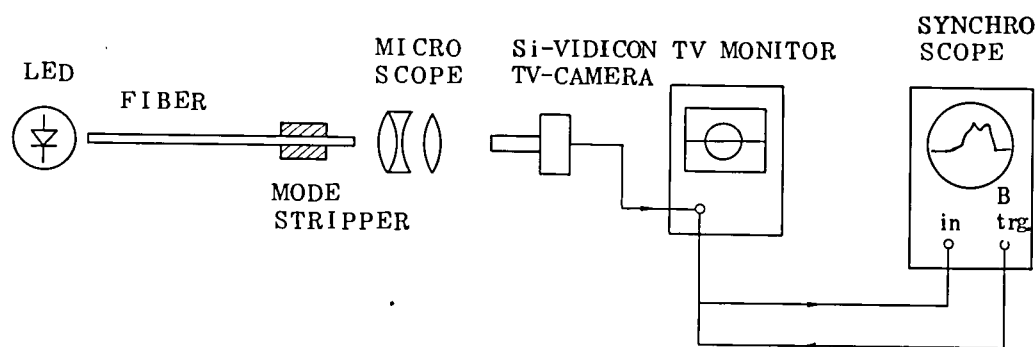 LED
FIBER
MODE
STRIPPER
MICRO
SCOPE
Si-VIDICON
TV-CAMERA
TV MONITOR
SYNCHRO
SCOPE
B
in
trg